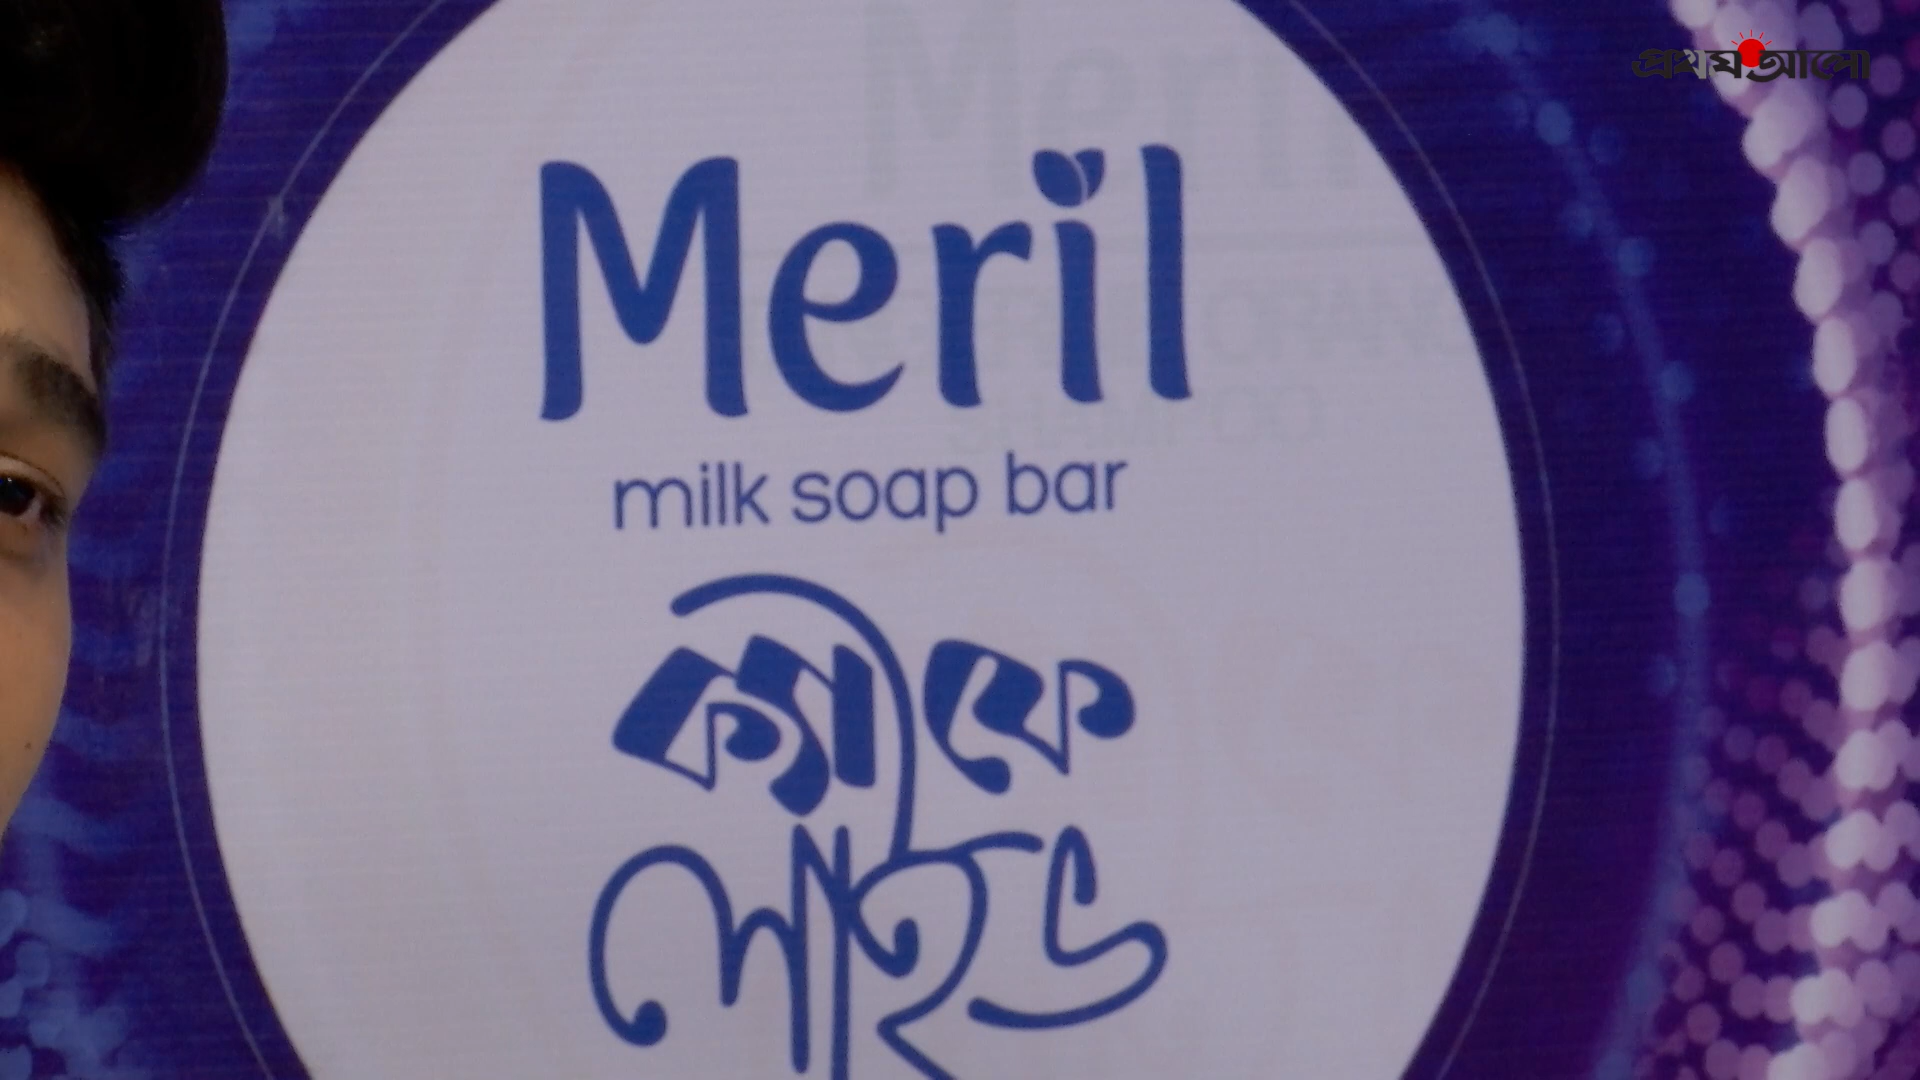 প্রথম আলো
Meril
milk soap bar
ক্যাফে
লাইভ